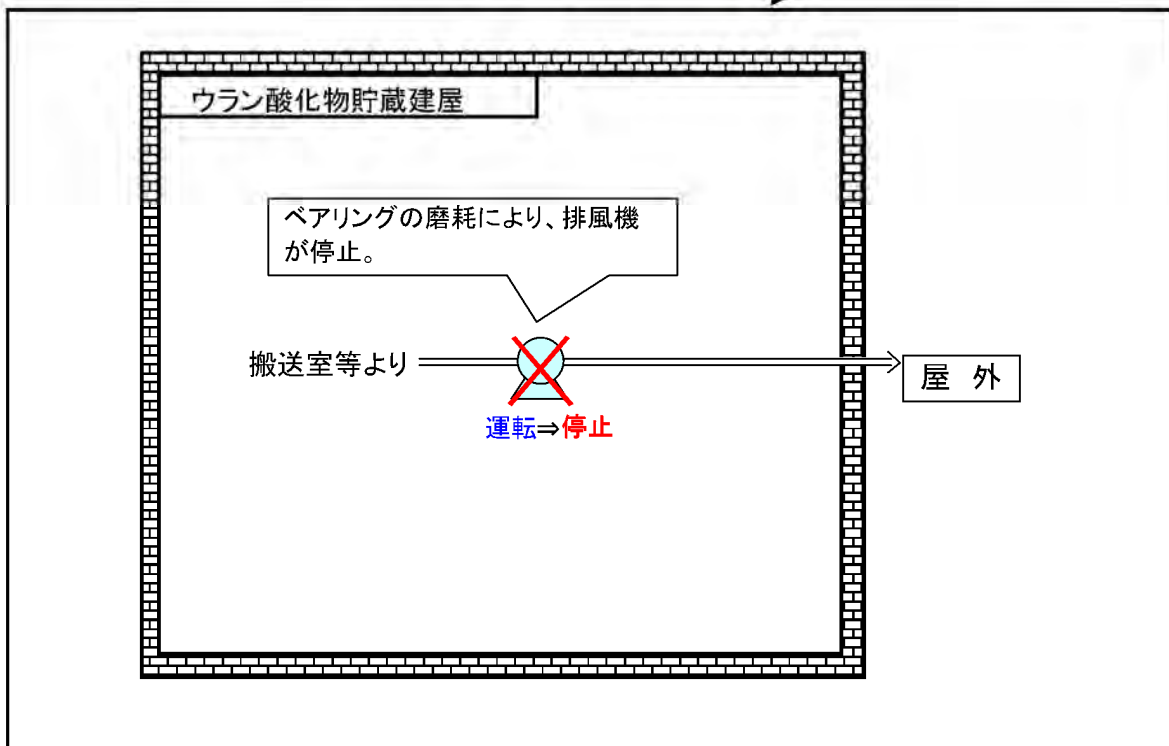 ウラン酸化物貯蔵建屋
ベアリングの磨耗により、排風機
が停止。
搬送室等より
屋 外
運転⇒停止